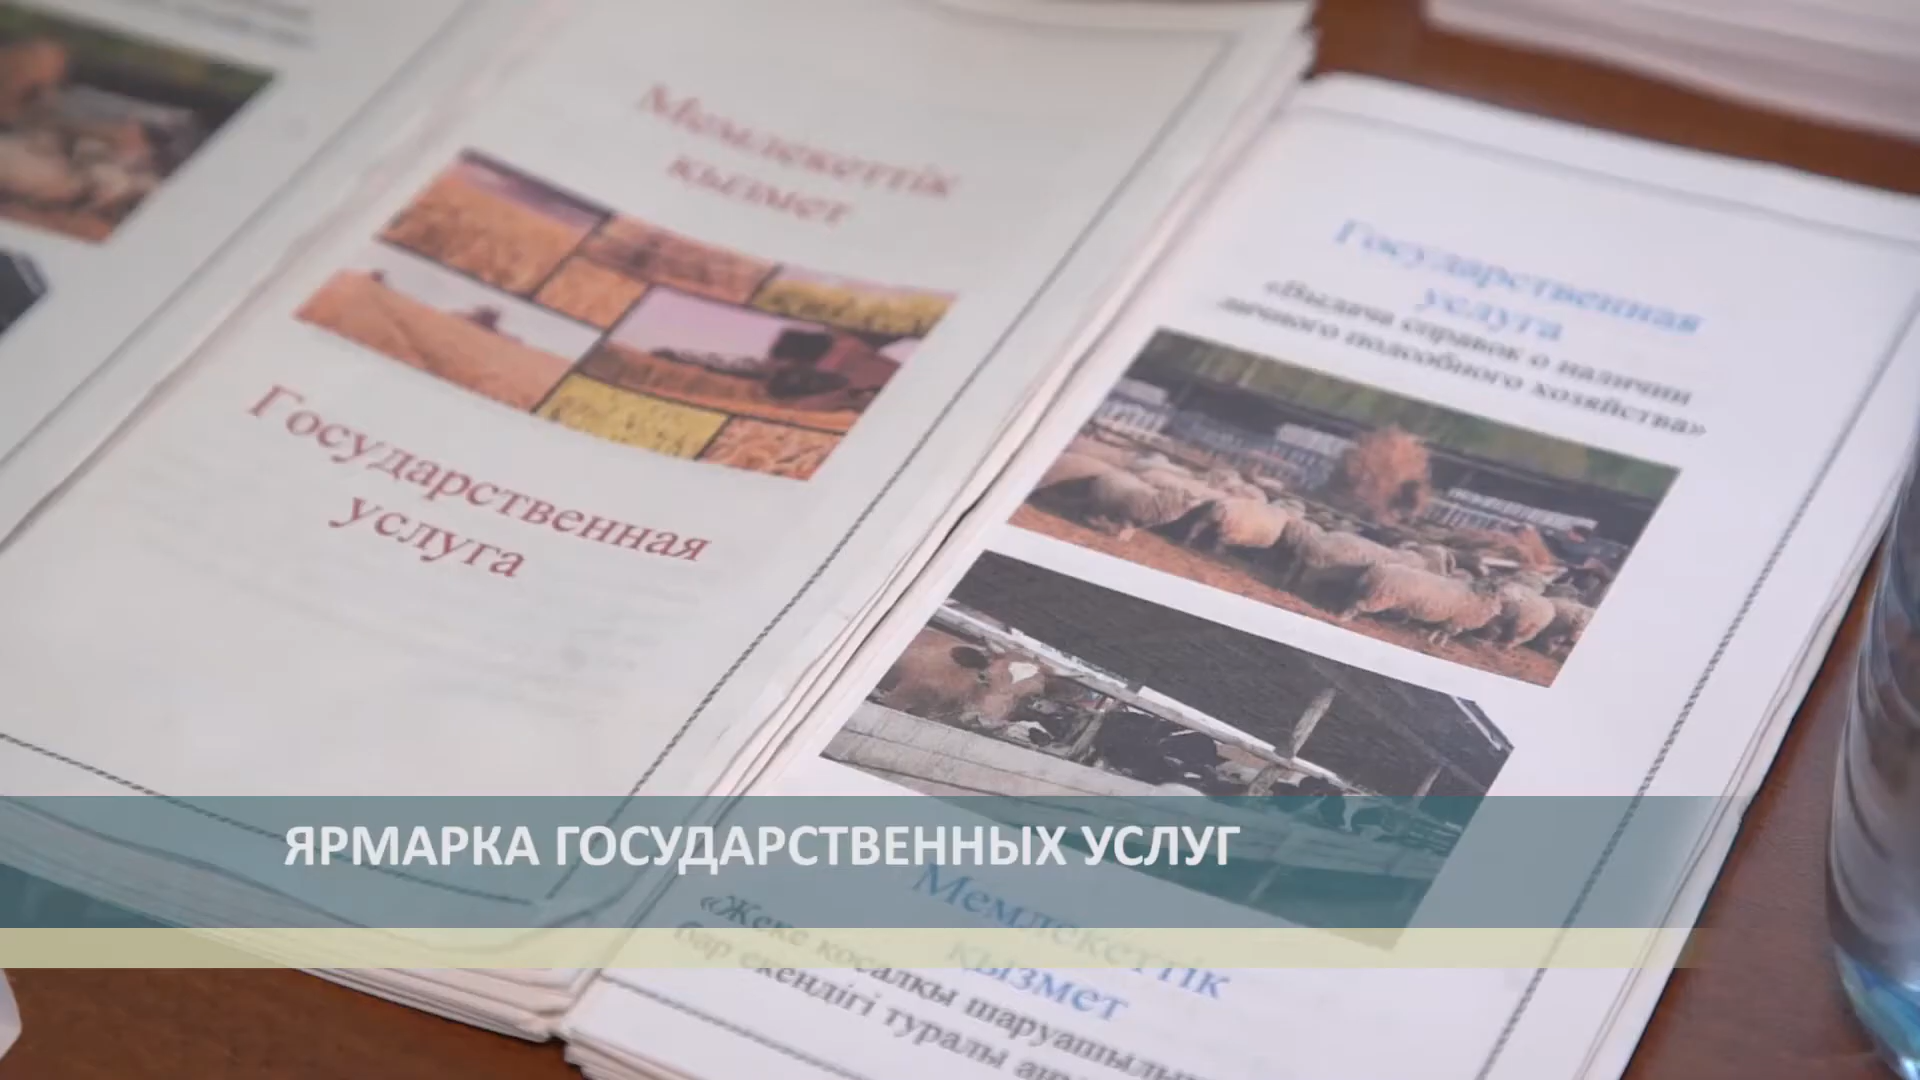 Мемлекеттік
қызмет
Государственная
услуга
Государственная
услуга
«Выдача справок о наличии
личного подсобного хозяйства»
Мемлекеттік
қызмет
«Жеке қосалқы шаруашылық
бар екендігі туралы
ЯРМАРКА ГОСУДАРСТВЕННЫХ УСЛУГ